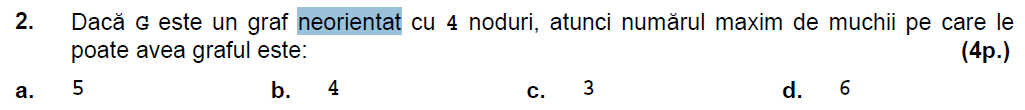 2. Dacă G este un graf neorientat cu 4 noduri, atunci numărul maxim de muchii pe care le
poate avea graful este: (4p.)
a. 5 b. 4 c. 3 d. 6